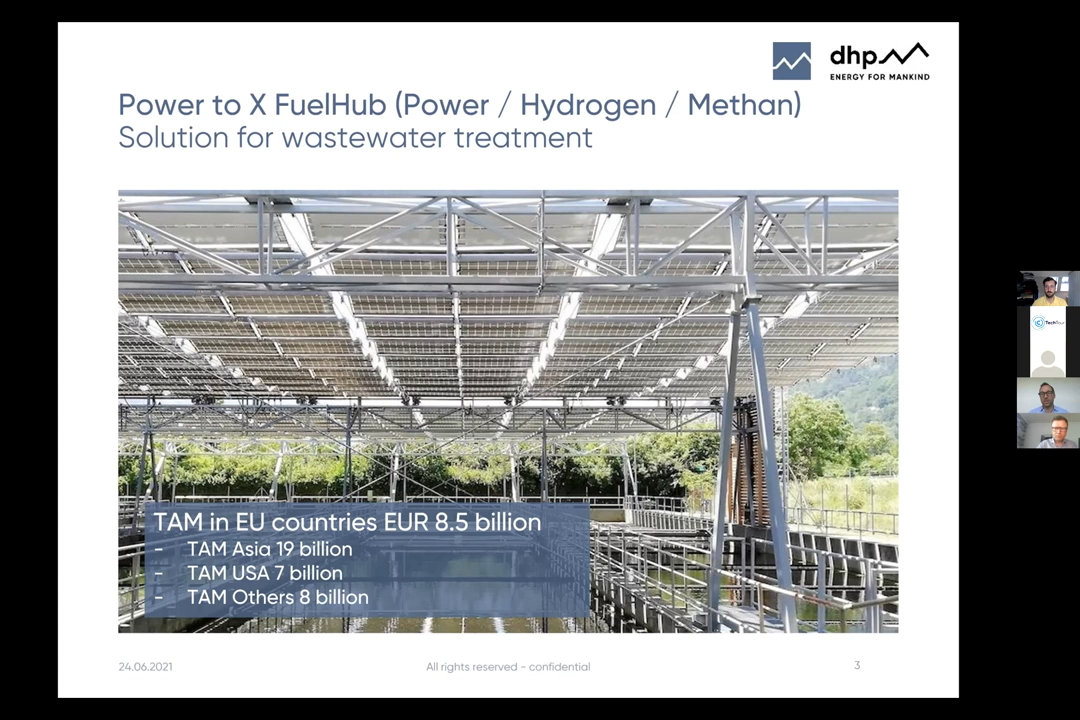 dhp
ENERGY FOR MANKIND
Power to X FuelHub (Power / Hydrogen / Methan)
Solution for wastewater treatment
TAM in EU countries EUR 8.5 billion
- TAM Asia 19 billion
- TAM USA 7 billion
- TAM Others 8 billion
24.06.2021
All rights reserved - confidential
3
TechTour